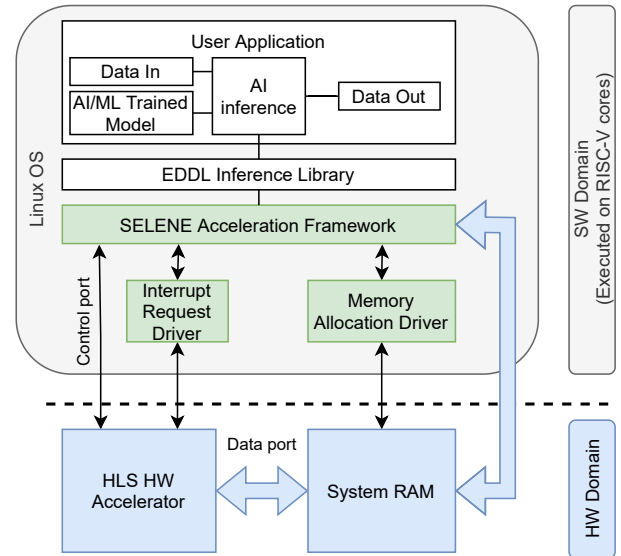 User Application
Data In
AI/ML Trained
Model
AI
inference
Data Out
EDDL Inference Library
SELENE Acceleration Framework
Linux OS
Control port
Interrupt
Request
Driver
Memory
Allocation Driver
SW Domain
(Executed on RISC-V cores)
Data port
HLS HW
Accelerator
System RAM
HW Domain